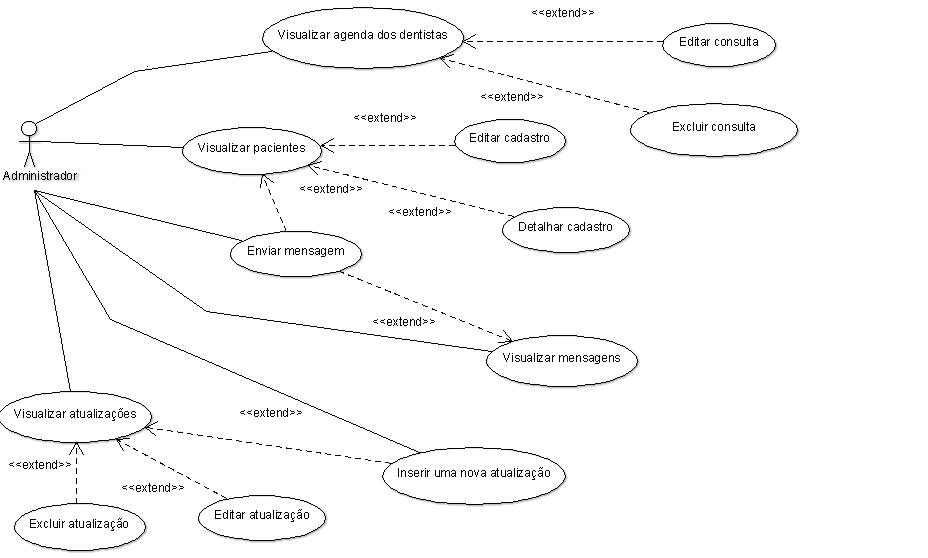 <<extend>>
Visualizar agenda dos dentistas
Editar consulta
<<extend>>
Excluir consulta
<<extend>>
Editar cadastro
Visualizar pacientes
Administrador
<<extend>>
<<extend>>
Detalhar cadastro
Enviar mensagem
<<extend>>
Visualizar mensagens
Visualizar atualizações
<<extend>>
<<extend>>
Inserir uma nova atualização
<<extend>>
Excluir atualização
Editar atualização